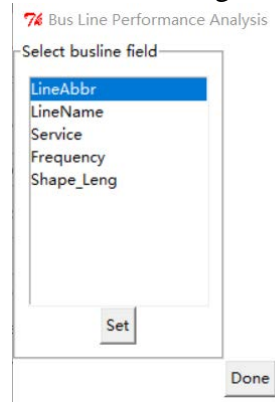 Bus Line Performance Analysis
Select busline field
LineAbbr
LineName
Service
Frequency
Shape_Leng
Set
Done